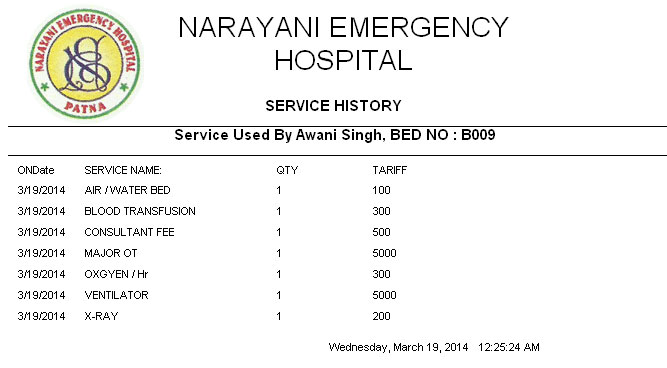 NARAYANI EMERGENCY HOSPITAL
PATNA
NARAYANI EMERGENCY
HOSPITAL
SERVICE HISTORY
Service Used By Awani Singh, BED NO : B009
ONDate SERVICE NAME: QTY TARIFF
3/19/2014 AIR / WATER BED 1 100
3/19/2014 BLOOD TRANSFUSION 1 300
3/19/2014 CONSULTANT FEE 1 500
3/19/2014 MAJOR OT 1 5000
3/19/2014 OXGYEN / Hr 1 300
3/19/2014 VENTILATOR 1 5000
3/19/2014 X-RAY 1 200
Wednesday, March 19, 2014 12:25:24 AM